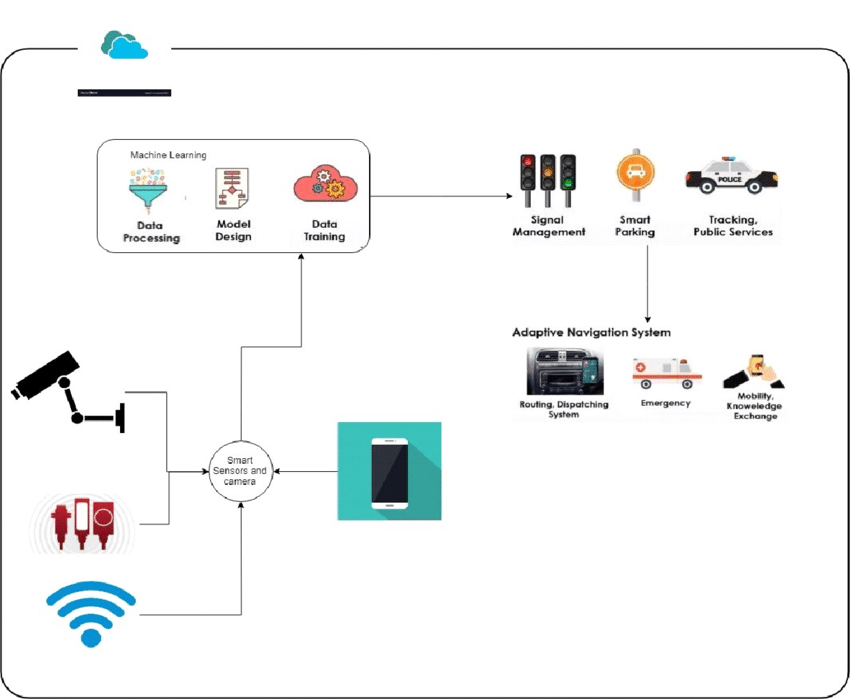 Machine Learning
Data
Processing
Model
Design
Data
Training
Signal
Management
Smart
Parking
POLICE
Tracking,
Public Services
Adaptive Navigation System
Routing, Dispatching
System
Emergency
Mobility,
Knowledge
Exchange
Smart
Sensors and
camera